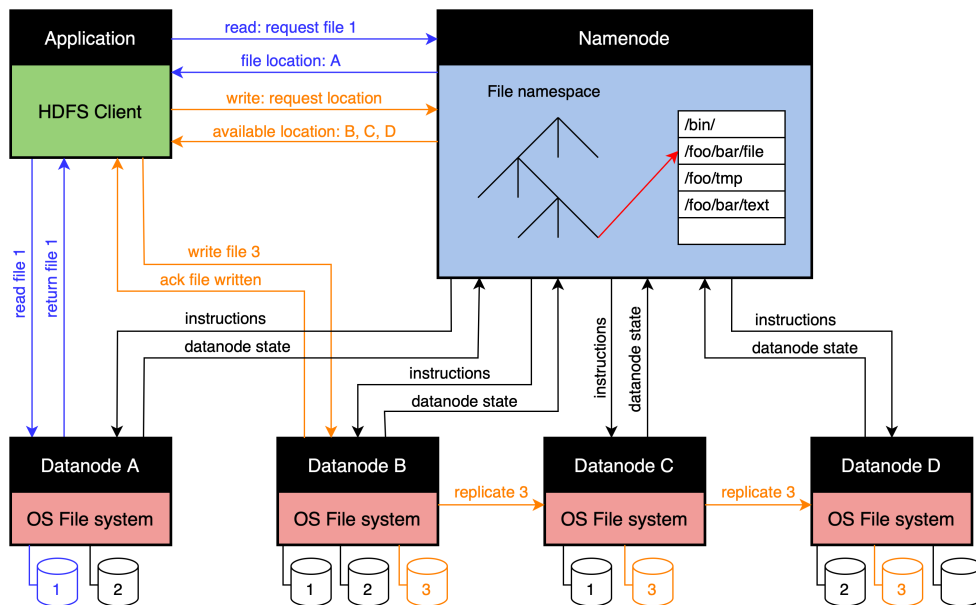 Application
HDFS Client
read: request file 1
file location: A
write: request location
available location: B, C, D
Namenode
File namespace
/bin/
/foo/bar/file
/foo/tmp
/foo/bar/text
read file 1
return file 1
write file 3
ack file written
instructions
datanode state
instructions
datanode state
instructions
datanode state
instructions
datanode state
Datanode A
OS File system
1
2
Datanode B
OS File system
1
2
3
replicate 3
Datanode C
OS File system
1
3
replicate 3
Datanode D
OS File system
2
3